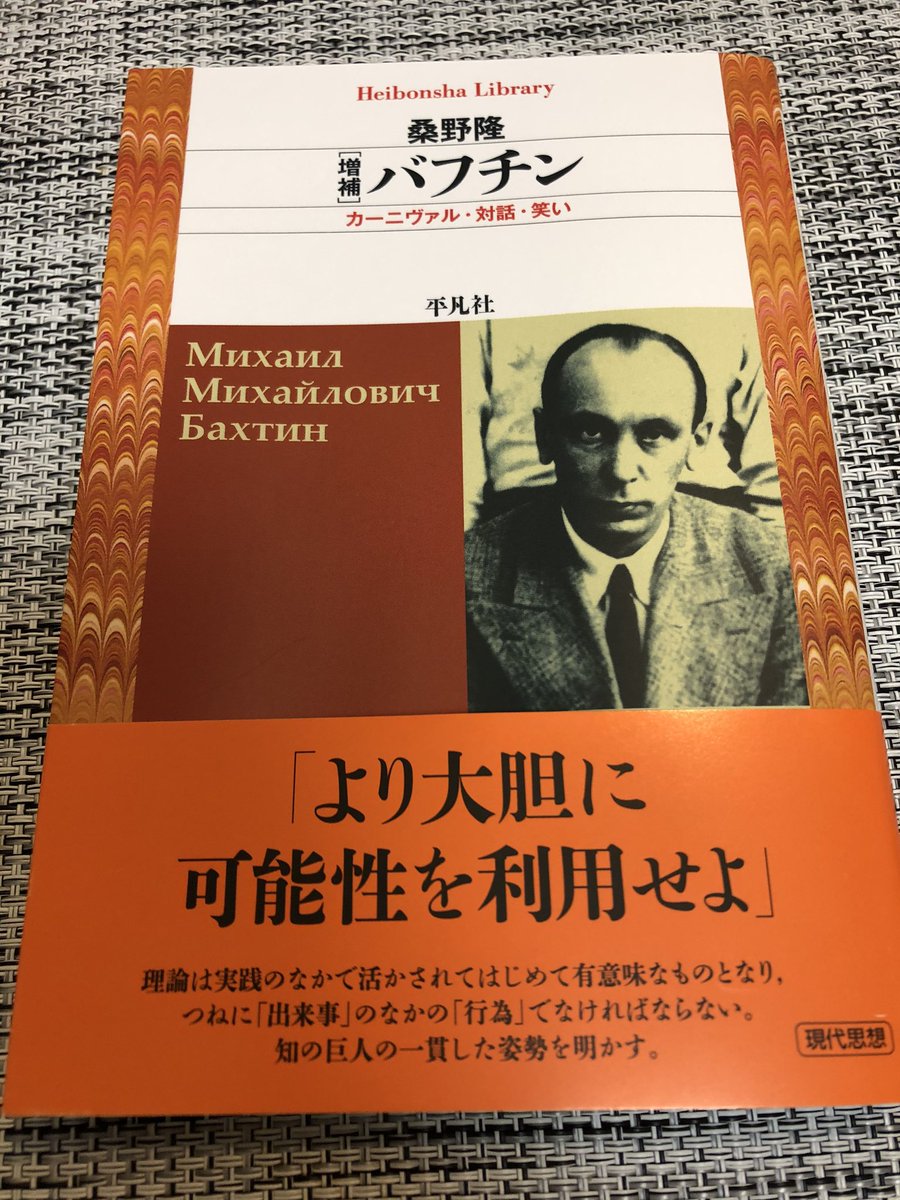 Heibonsha Library
桑野隆
[増補]バフチン
カーニヴァル・対話・笑い
平凡社
Михаил
Михайлович
Бахтин
「より大胆に
可能性を利用せよ」
理論は実践のなかで活かされてはじめて有意味なものとなり,
つねに「出来事」のなかの「行為」でなければならない。
知の巨人の一貫した姿勢を明かす。
現代思想